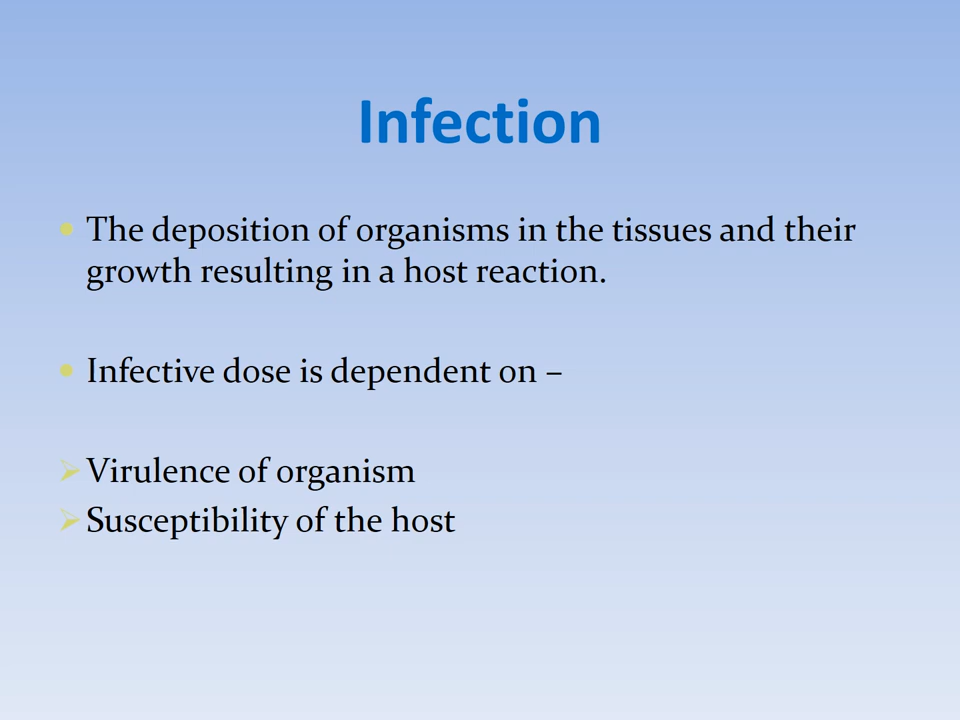 Infection
The deposition of organisms in the tissues and their
growth resulting in a host reaction.
Infective dose is dependent on –
Virulence of organism
Susceptibility of the host